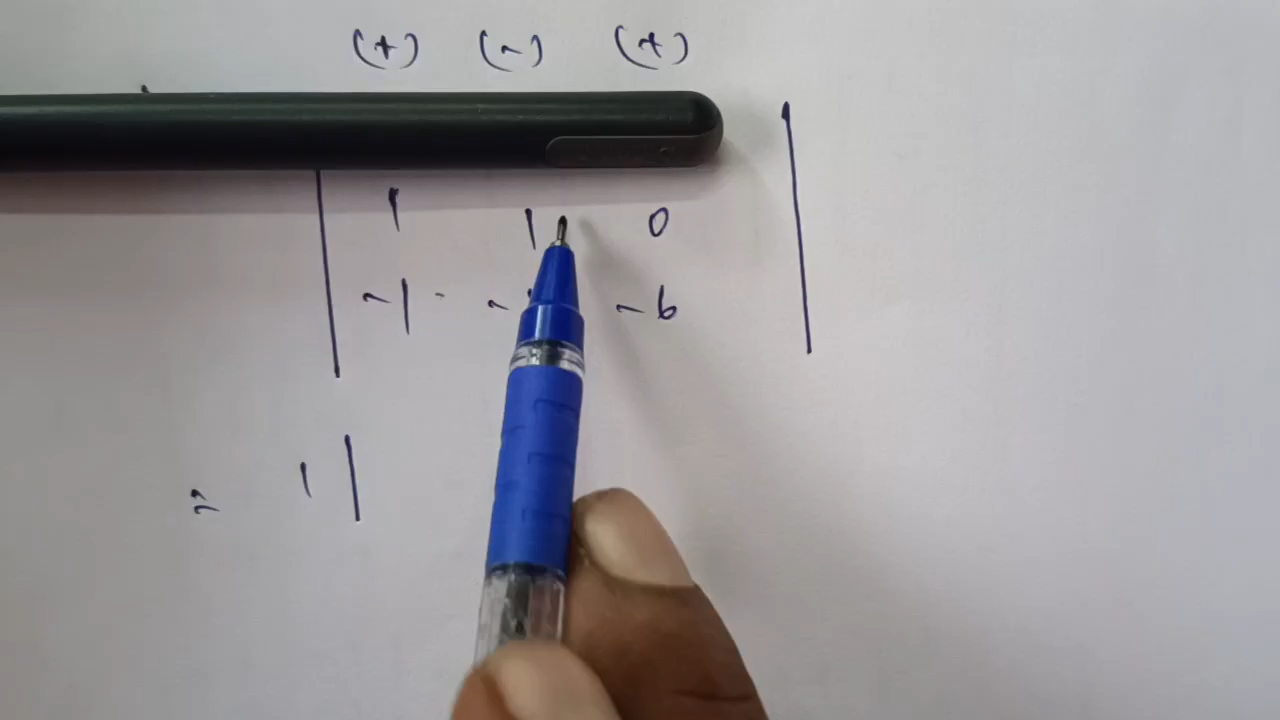 (+) (-) (+)
1 1 0
-1 - -6
= 1